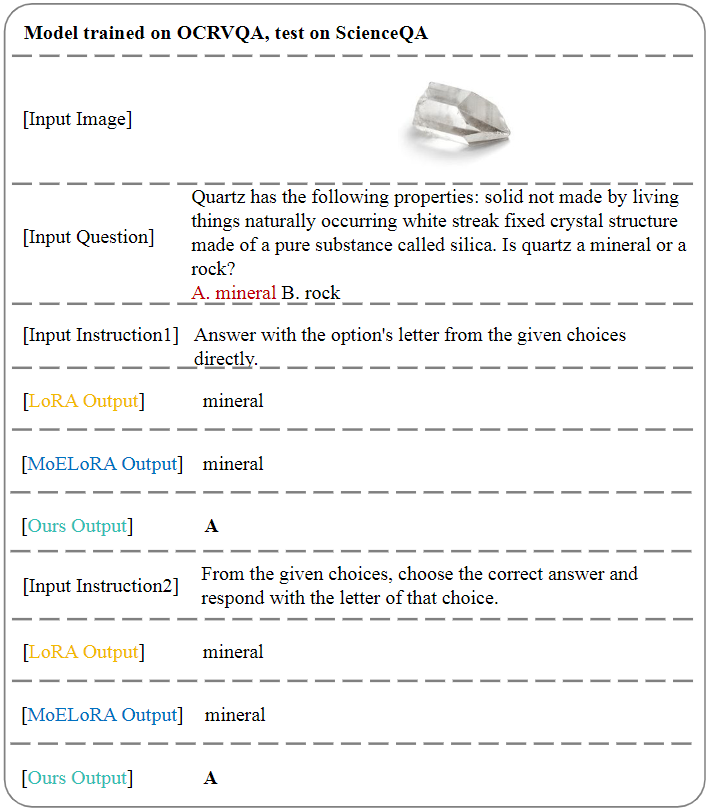 Model trained on OCRVQA, test on ScienceQA
[Input Image]
[Input Question]
Quartz has the following properties: solid not made by living
things naturally occurring white streak fixed crystal structure
made of a pure substance called silica. Is quartz a mineral or a
rock?
A. mineral B. rock
[Input Instruction1] Answer with the option's letter from the given choices
directly.
[LoRA Output] mineral
[MoELoRA Output] mineral
[Ours Output] A
[Input Instruction2] From the given choices, choose the correct answer and
respond with the letter of that choice.
[LoRA Output] mineral
[MoELoRA Output] mineral
[Ours Output] A